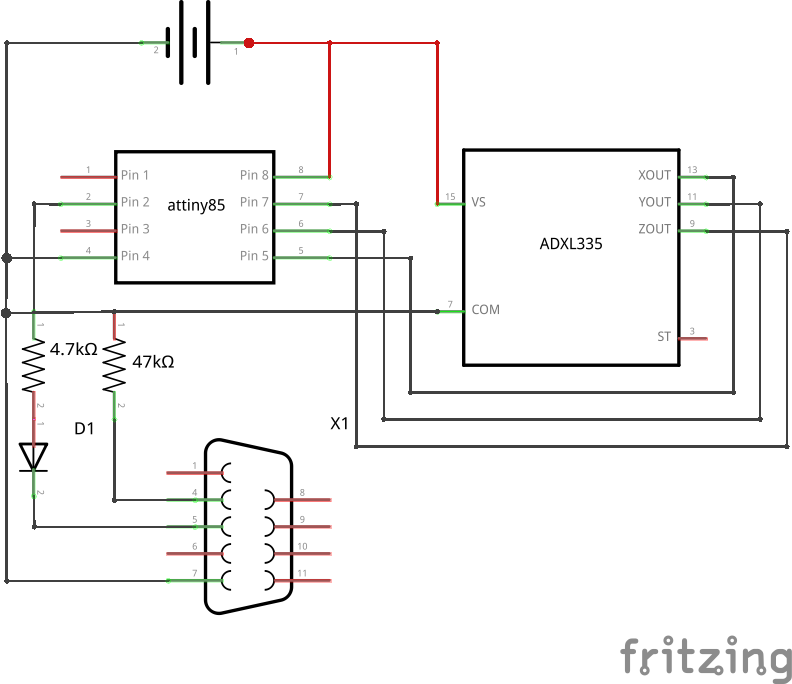 2
1
1
Pin 1
Pin 8
8
2
Pin 2
attiny85
Pin 7
7
3
Pin 3
Pin 6
6
4
Pin 4
Pin 5
5
XOUT
13
15
VS
YOUT
11
ZOUT
9
ADXL335
7
COM
ST
3
1
4.7kΩ
2
1
47kΩ
2
1
D1
2
X1
1
4
8
5
9
6
10
7
11
fritzing